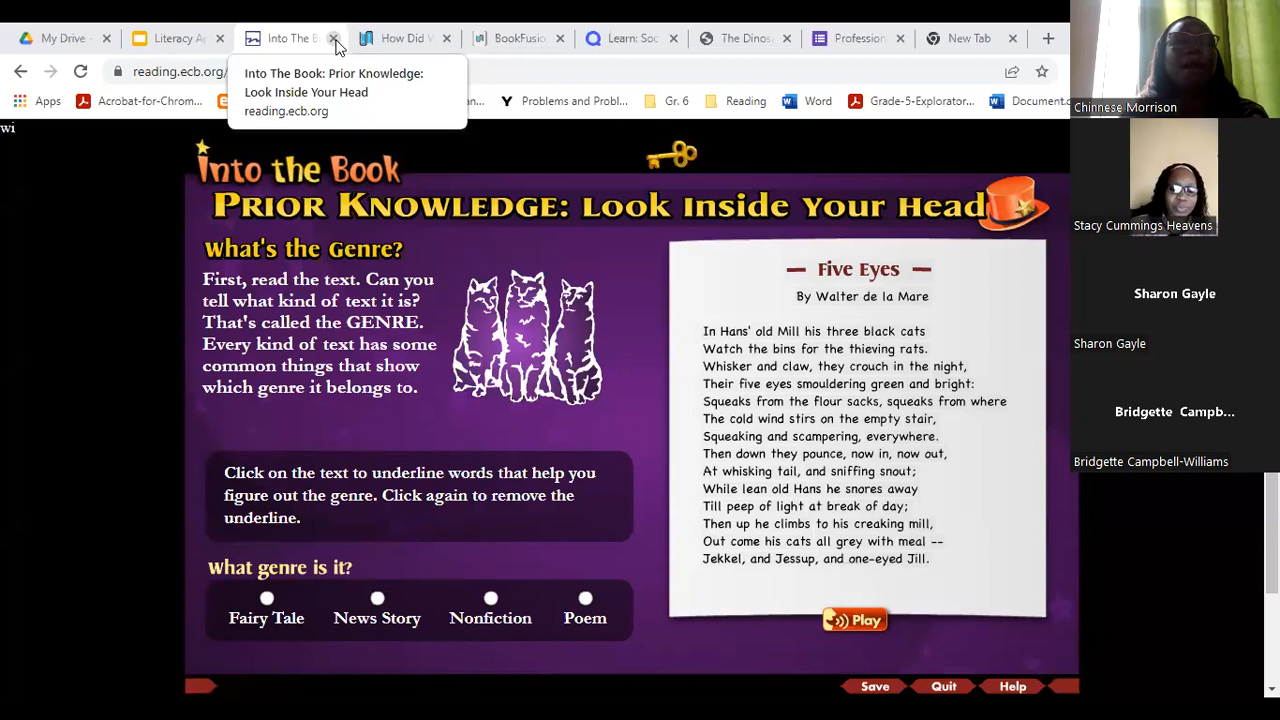 My Drive -
Literacy Ap
Into The B
How Did W
BookFusio
Learn: Soc
The Dinos
Profession
New Tab
reading.ecb.org/
Into The Book: Prior Knowledge:
Look Inside Your Head
reading.ecb.org
Apps
Acrobat-for-Chrom...
an...
Problems and Probl...
Gr. 6
Reading
Word
Grade-5-Explorator...
Document.d
wi
Into the Book
PRIOR KNOWLEDGE: Look Inside Your Head
What's the Genre?
First, read the text. Can you
tell what kind of text it is?
That's called the GENRE.
Every kind of text has some
common things that show
which genre it belongs to.
Click on the text to underline words that help you
figure out the genre. Click again to remove the
underline.
What genre is it?
Fairy Tale
News Story
Nonfiction
Poem
Five Eyes
By Walter de la Mare
In Hans' old Mill his three black cats
Watch the bins for the thieving rats.
Whisker and claw, they crouch in the night,
Their five eyes smouldering green and bright:
Squeaks from the flour sacks, squeaks from where
The cold wind stirs on the empty stair,
Squeaking and scampering, everywhere.
Then down they pounce, now in, now out,
At whisking tail, and sniffing snout;
While lean old Hans he snores away
Till peep of light at break of day;
Then up he climbs to his creaking mill,
Out come his cats all grey with meal --
Jekkel, and Jessup, and one-eyed Jill.
Play
Save
Quit
Help
Chinnese Morrison
Stacy Cummings Heavens
Sharon Gayle
Sharon Gayle
Bridgette Campb...
Bridgette Campbell-Williams